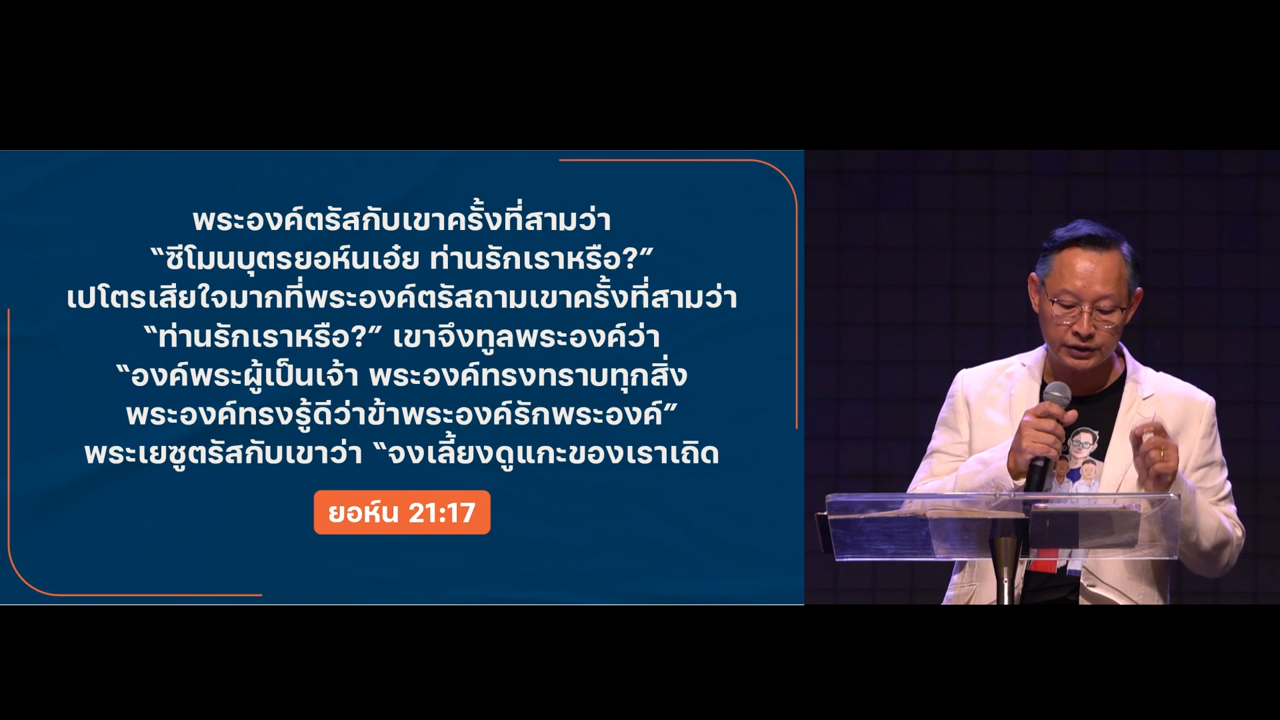 พระองค์ตรัสกับเขาครั้งที่สามว่า
“ซีโมนบุตรยอห์นเอ๋ย ท่านรักเราหรือ?”
เปโตรเสียใจมากที่พระองค์ตรัสถามเขาครั้งที่สามว่า
“ท่านรักเราหรือ?” เขาจึงทูลพระองค์ว่า
“องค์พระผู้เป็นเจ้า พระองค์ทรงทราบทุกสิ่ง
พระองค์ทรงรู้ดีว่าข้าพระองค์รักพระองค์”
พระเยซูตรัสกับเขาว่า “จงเลี้ยงดูแกะของเราเถิด
ยอห์น 21:17